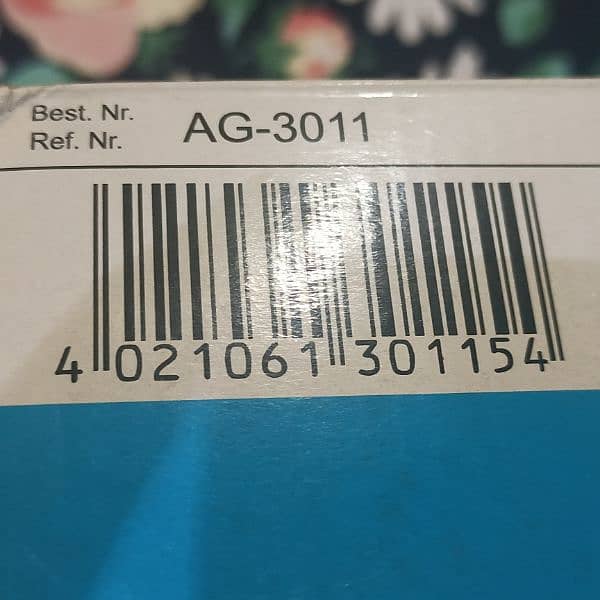 Best. Nr.
Ref. Nr.
AG-3011
4 021061 301154